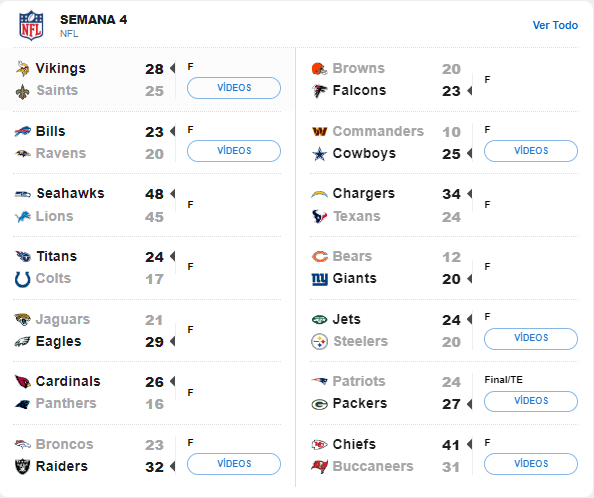 NFL
SEMANA 4
NFL
Ver Todo
Vikings 28 F
Saints 25 VÍDEOS
Bills 23 F
Ravens 20 VÍDEOS
Seahawks 48 F
Lions 45
Titans 24 F
Colts 17
Jaguars 21 F
Eagles 29
Cardinals 26 F
Panthers 16
Broncos 23 F
Raiders 32 VÍDEOS
Browns 20 F
Falcons 23
Commanders 10 F
Cowboys 25 VÍDEOS
Chargers 34 F
Texans 24
Bears 12 F
Giants 20
Jets 24 F
Steelers 20 VÍDEOS
Patriots 24 Final/TE
Packers 27 VÍDEOS
Chiefs 41 F
Buccaneers 31 VÍDEOS